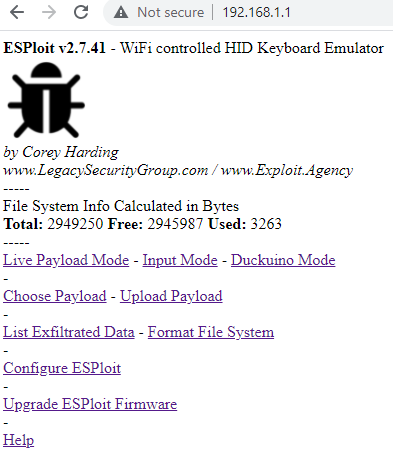 Not secure | 192.168.1.1
ESPloit v2.7.41 - WiFi controlled HID Keyboard Emulator
by Corey Harding
www.LegacySecurityGroup.com / www.Exploit.Agency
-----
File System Info Calculated in Bytes
Total: 2949250 Free: 2945987 Used: 3263
-----
Live Payload Mode - Input Mode - Duckuino Mode
-
Choose Payload - Upload Payload
-
List Exfiltrated Data - Format File System
-
Configure ESPloit
-
Upgrade ESPloit Firmware
-
Help